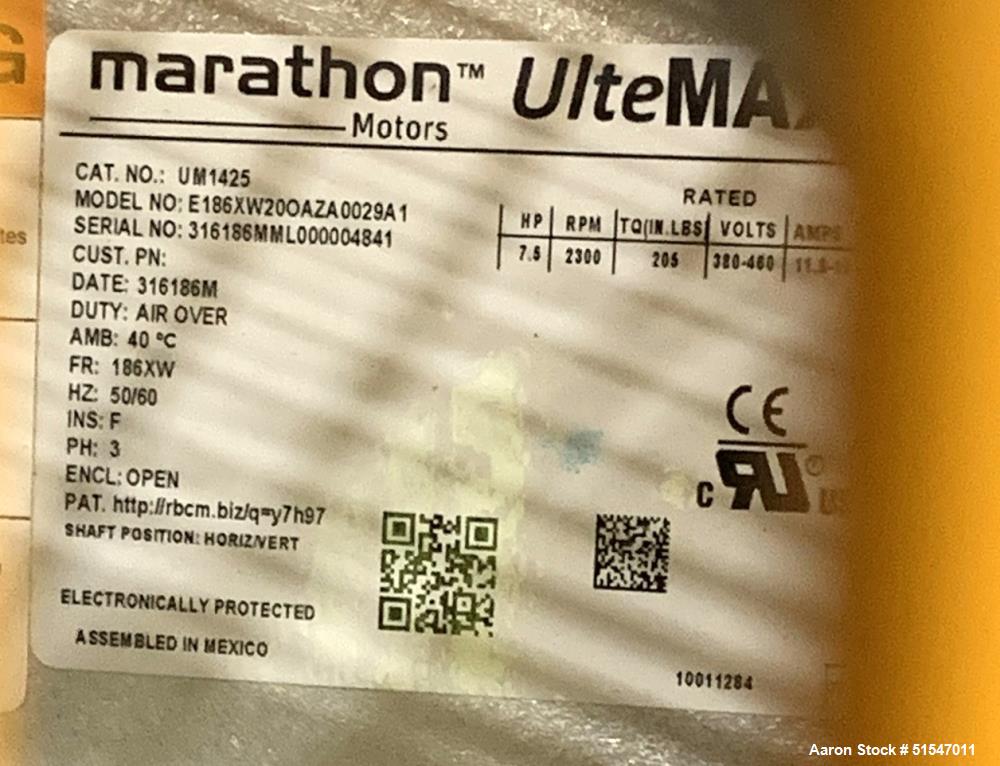 marathon™ UlteMA
Motors
CAT. NO.: UM1425
MODEL NO: E186XW20OAZA0029A1
SERIAL NO: 316186MML000004841
CUST. PN:
DATE: 316186M
DUTY: AIR OVER
AMB: 40 °C
FR: 186XW
HZ: 50/60
INS: F
PH: 3
ENCL: OPEN
PAT. http://rbcm.biz/q=y7h97
SHAFT POSITION: HORIZ/VERT
ELECTRONICALLY PROTECTED
ASSEMBLED IN MEXICO
RATED
HP RPM TQ(IN.LBS) VOLTS AMPS
7.5 2300 205 380-460
CE
C RU ®
10011284
G
tes
Aaron Stock # 51547011